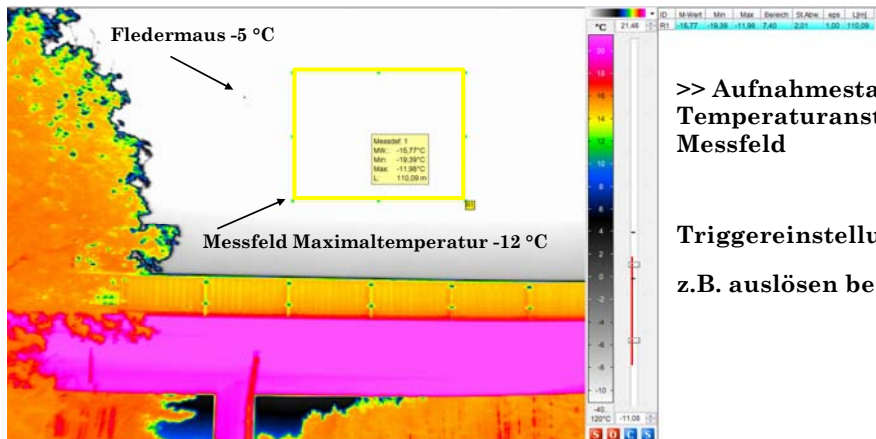 Fledermaus -5 °C
Messfeld Maximaltemperatur -12 °C
Messdef. 1
MW.: -15,77°C
Min: -19,39°C
Max: -11,98°C
L: 110,09 m
R1
°C 21,46
20
18
16
14
12
10
8
6
4
2
0
-2
-4
-6
-8
-10
-40..
120°C -11,08
S O C S
ID M-Wert Min Max Bereich St.Abw. eps L[m]
R1 -15,77 -19,39 -11,98 7,40 2,01 1,00 110,09
>> Aufnahmesta
Temperaturanst
Messfeld
Triggereinstellu
z.B. auslösen be